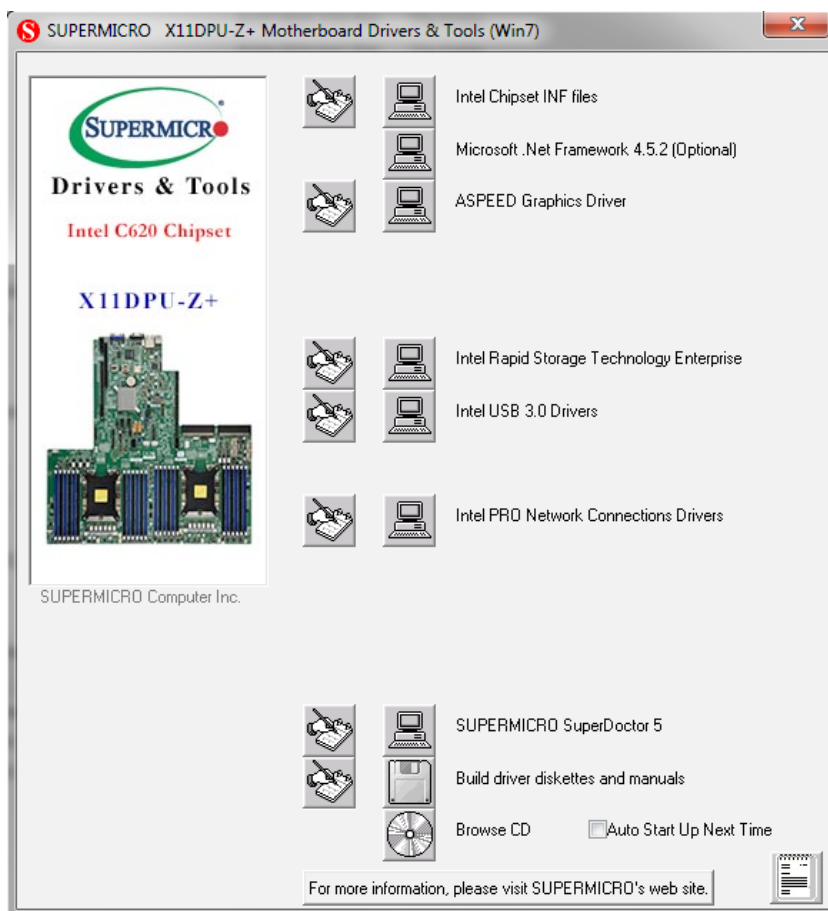 SUPERMICRO X11DPU-Z+ Motherboard Drivers & Tools (Win7)
SUPERMICRO
Drivers & Tools
Intel C620 Chipset
X11DPU-Z+
SUPERMICRO Computer Inc.
Intel Chipset INF files
Microsoft .Net Framework 4.5.2 (Optional)
ASPEED Graphics Driver
Intel Rapid Storage Technology Enterprise
Intel USB 3.0 Drivers
Intel PRO Network Connections Drivers
SUPERMICRO SuperDoctor 5
Build driver diskettes and manuals
Browse CD Auto Start Up Next Time
For more information, please visit SUPERMICRO's web site.